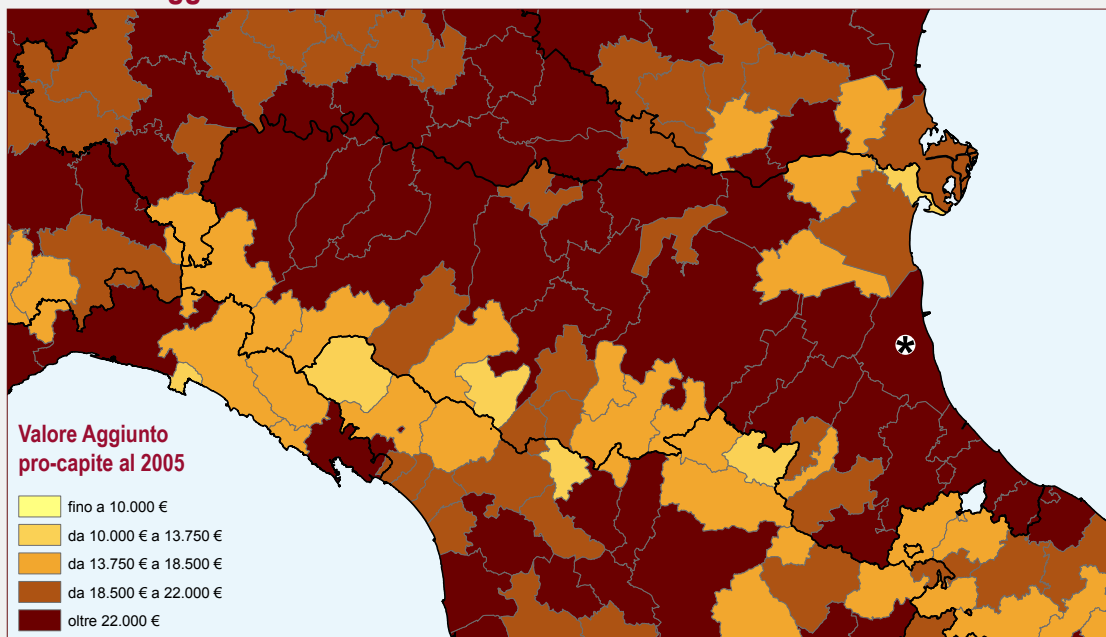 Valore Aggiunto
pro-capite al 2005
fino a 10.000 €
da 10.000 € a 13.750 €
da 13.750 € a 18.500 €
da 18.500 € a 22.000 €
oltre 22.000 €